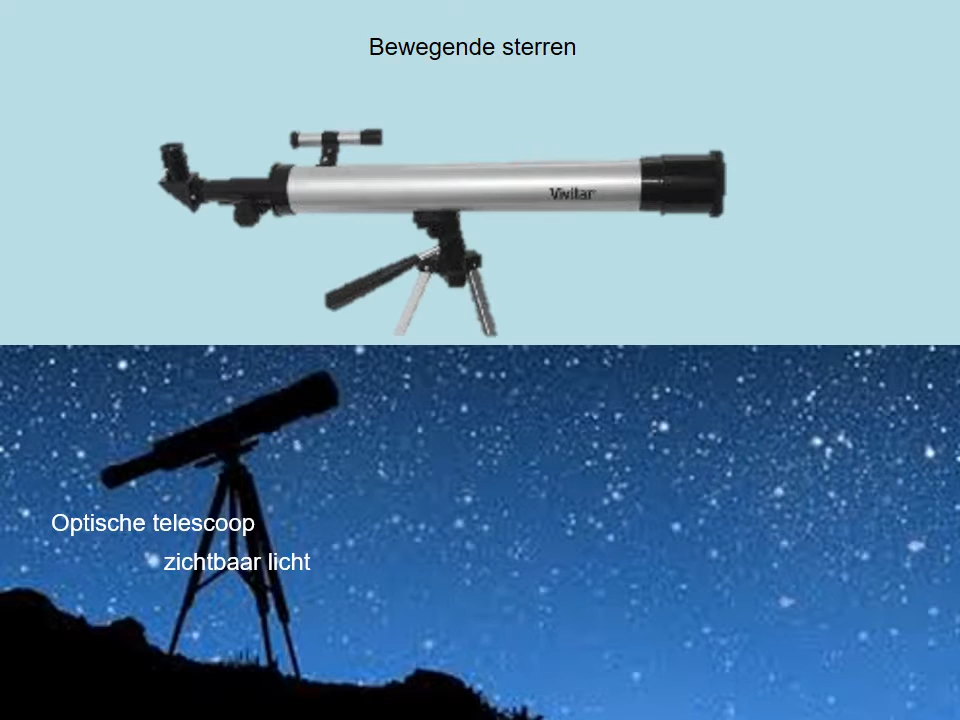 Bewegende sterren
Vivitar
Optische telescoop
zichtbaar licht